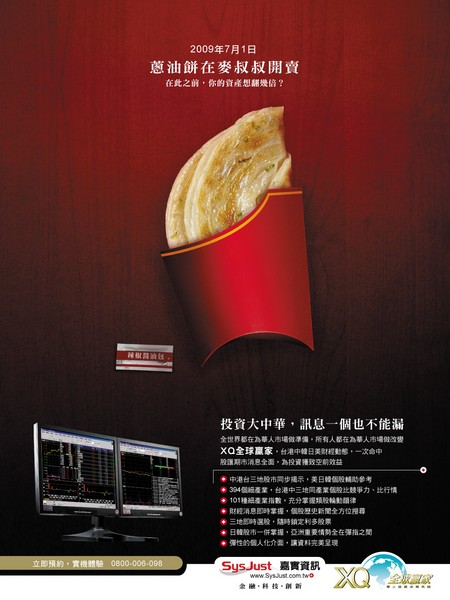 2009年7月1日
蔥油餅在麥叔叔開賣
在此之前，你的資產想翻幾倍？
辣椒醬油包
投資大中華，訊息一個也不能漏
全世界都在為華人市場做準備，所有人都在為華人市場做改變
XQ全球贏家，台港中韓日美財經動態，一次命中
股匯期市消息全面，為投資播致空前效益
中港台三地股市同步揭示，美日韓個股輔助參考
394個細產業，台港中三地同產業個股比競爭力、比行情
101種細產業指數，充分掌握類股輪動韻律
財經消息即時掌握，個股歷史新聞全方位搜尋
三地即時選股，隨時鎖定利多股票
日韓股市一併掌握，亞洲重要情勢全在彈指之間
彈性的個人化介面，讓資料完美呈現
立即預約，實機體驗 0800-006-098
SysJust 嘉實資訊
www.SysJust.com.tw
金融·科技·創新
XQ 全球贏家